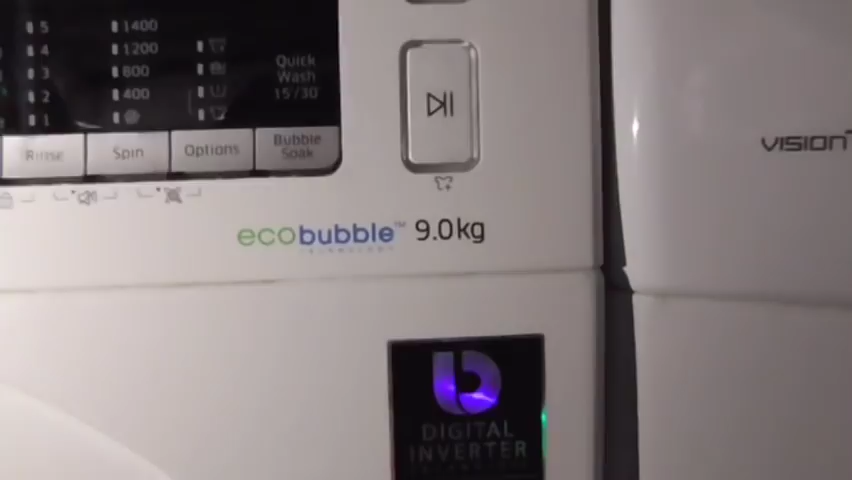 5
1400
4
1200
3
800
2
400
1
Quick
Wash
15'/30'
Rinse
Spin
Options
Bubble
Soak
ecobubble™ 9.0kg
TECHNOLOGY
VISION
DIGITAL
INVERTER